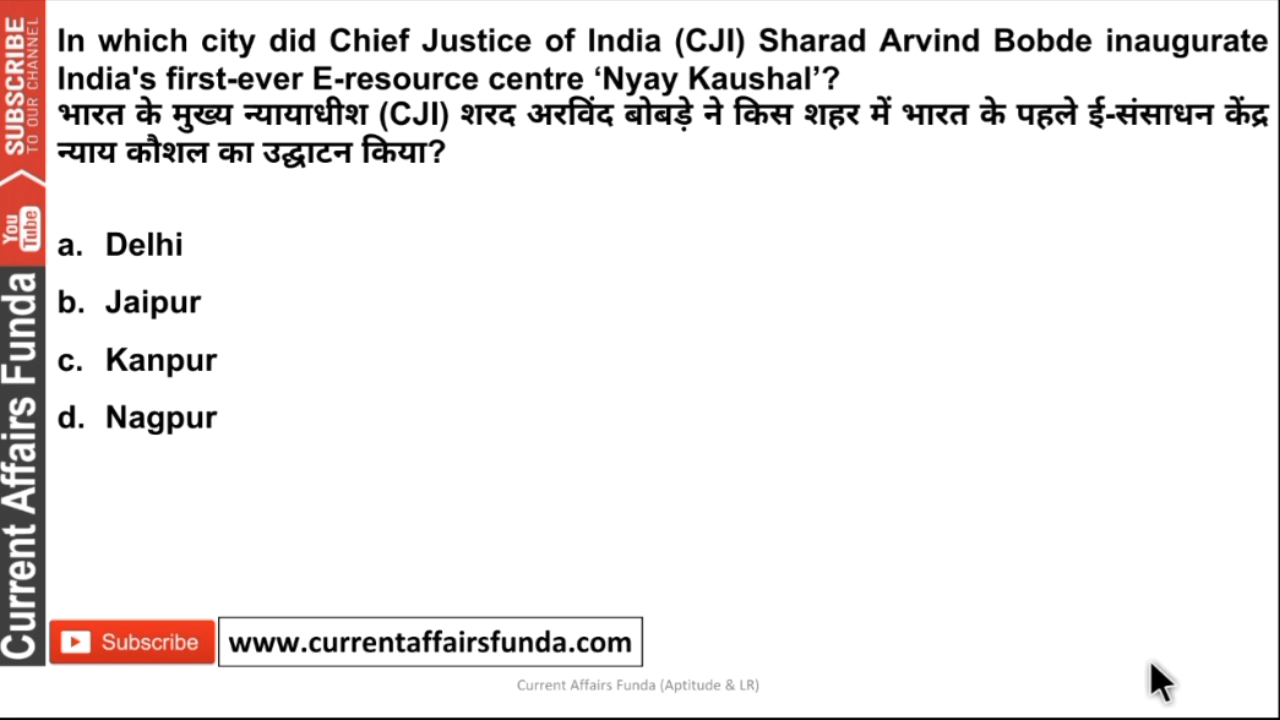 In which city did Chief Justice of India (CJI) Sharad Arvind Bobde inaugurate
India's first-ever E-resource centre ‘Nyay Kaushal’?
भारत के मुख्य न्यायाधीश (CJI) शरद अरविंद बोबड़े ने किस शहर में भारत के पहले ई-संसाधन केंद्र
न्याय कौशल का उद्घाटन किया?
a. Delhi
b. Jaipur
c. Kanpur
d. Nagpur
SUBSCRIBE
TO OUR CHANNEL
You
Tube
Current Affairs Funda
Subscribe
www.currentaffairsfunda.com
Current Affairs Funda (Aptitude & LR)